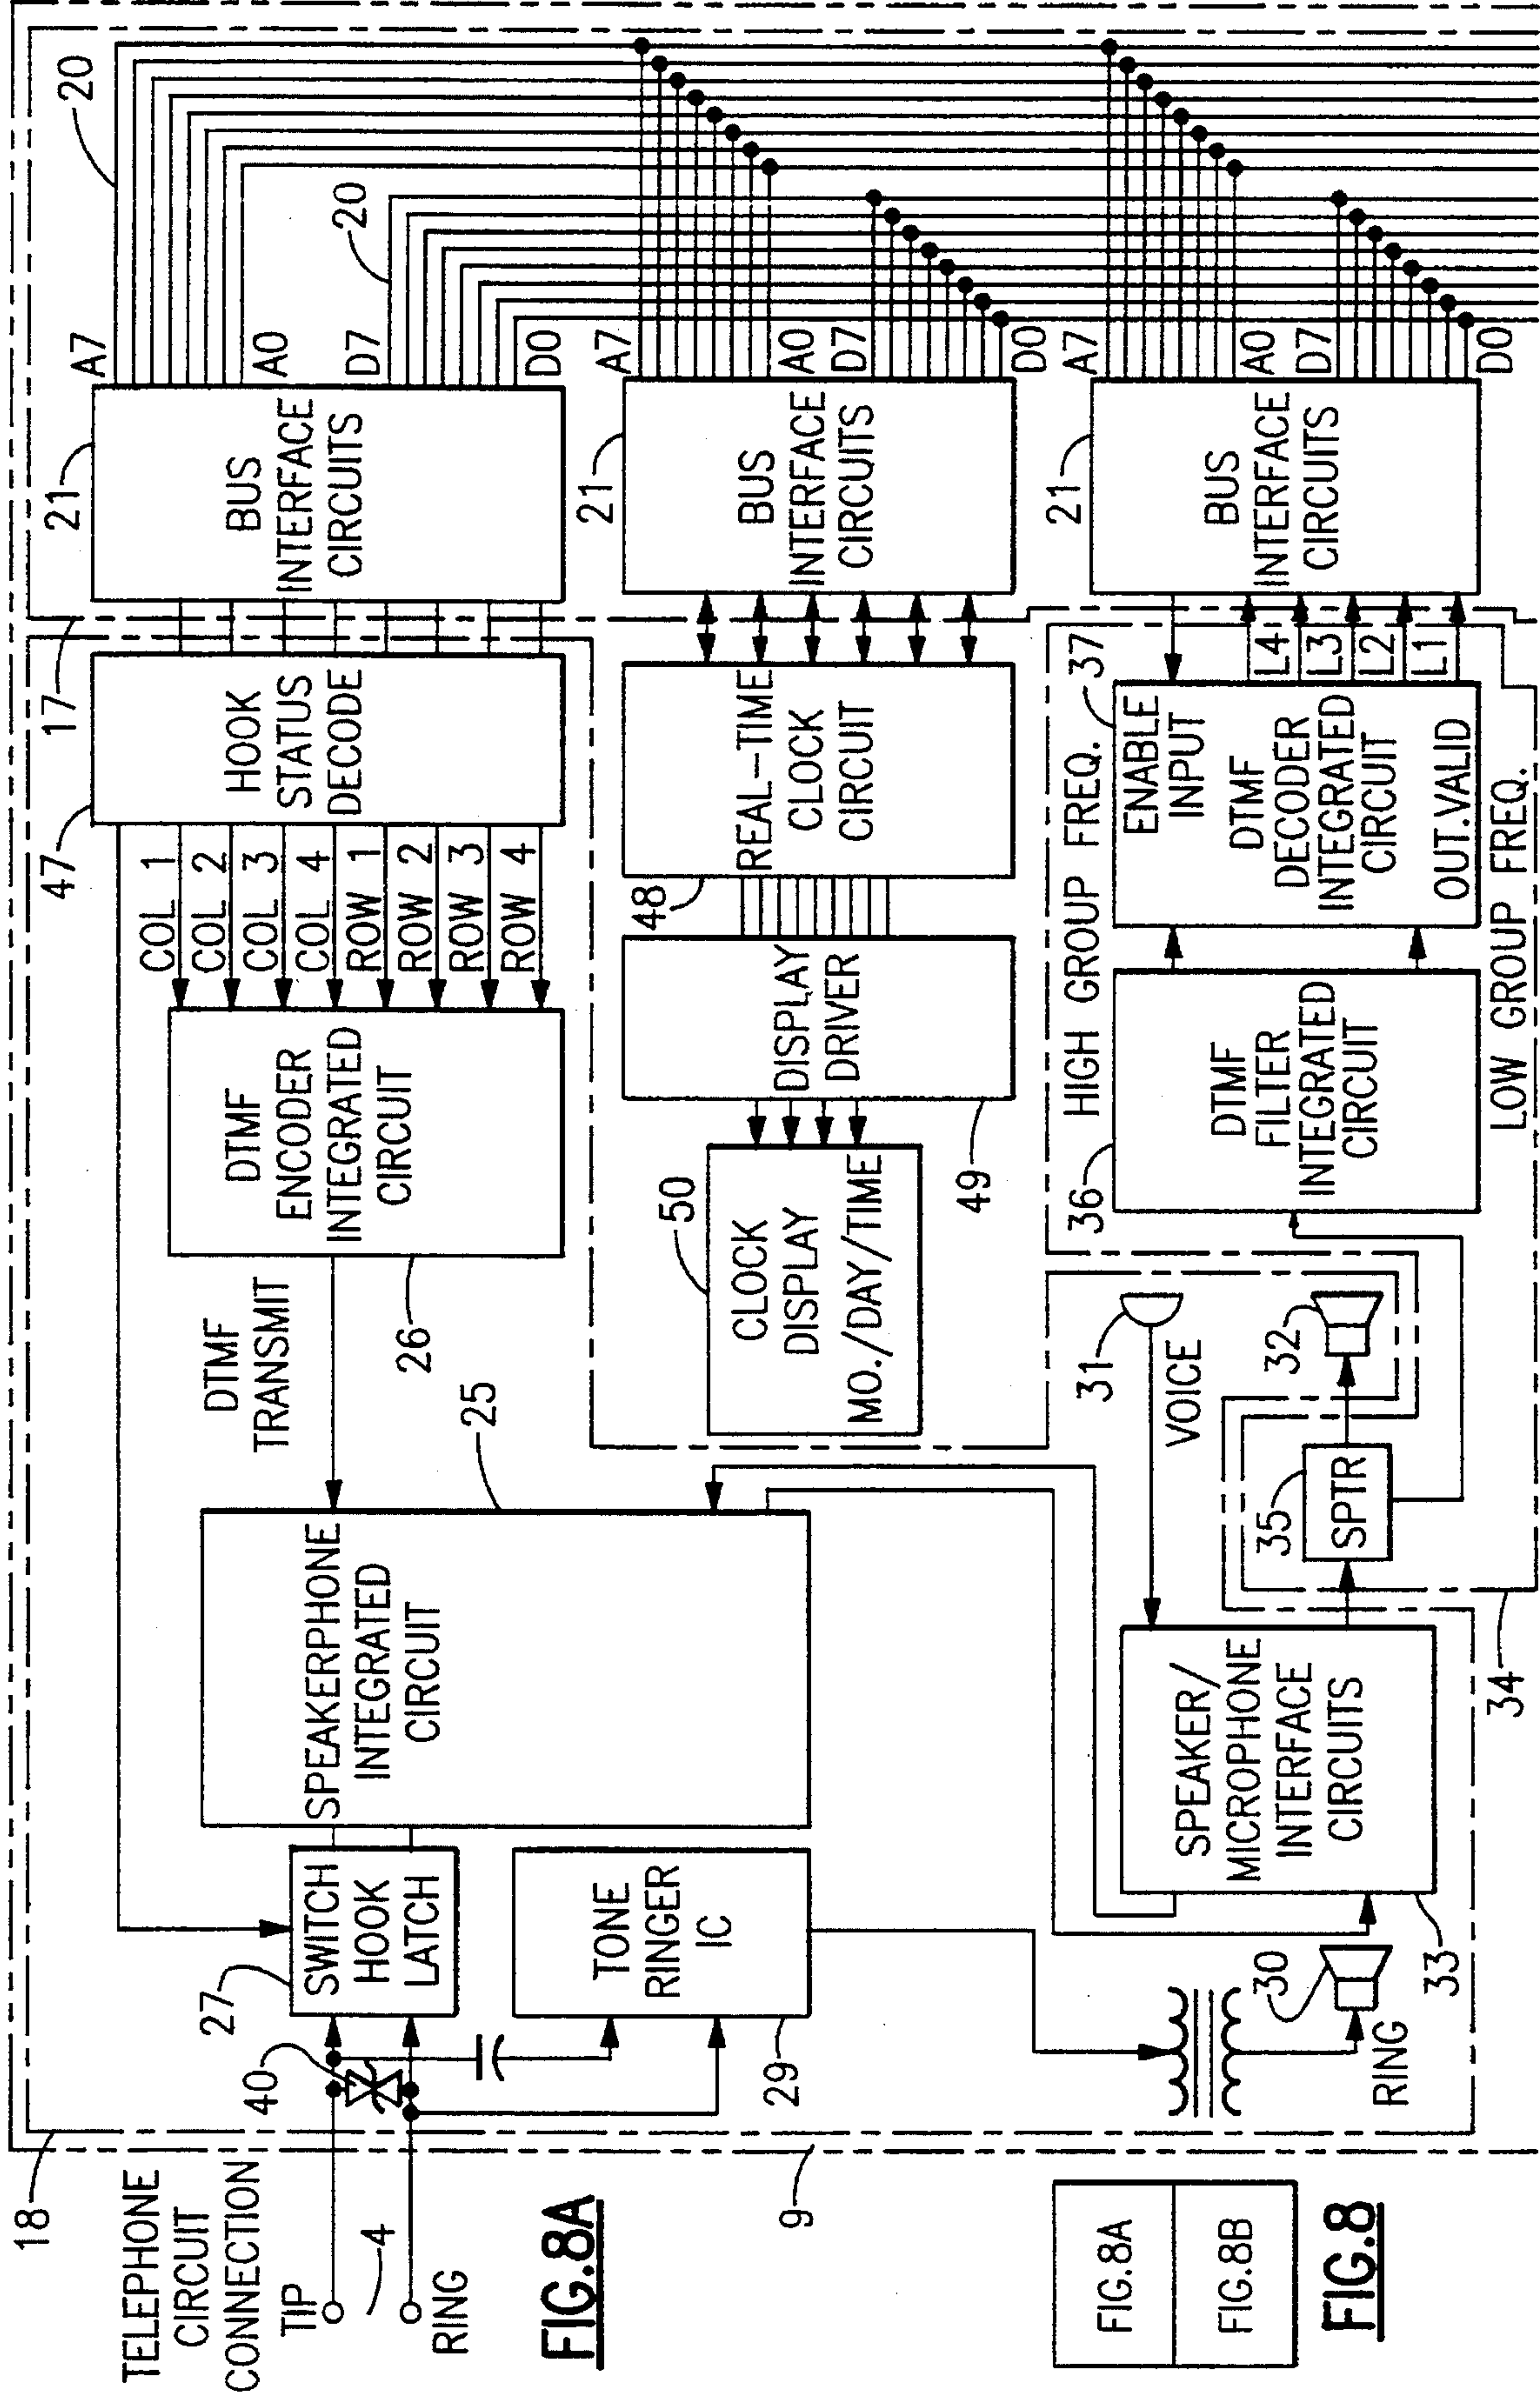 TELEPHONE
CIRCUIT
CONNECTION
TIP
4
RING
18
40
27
SWITCH
HOOK
LATCH
SPEAKERPHONE
INTEGRATED
CIRCUIT
25
DTMF
TRANSMIT
DTMF
ENCODER
INTEGRATED
CIRCUIT
26
COL 1
COL 2
COL 3
COL 4
ROW 1
ROW 2
ROW 3
ROW 4
47
HOOK
STATUS
DECODE
17
21
BUS
INTERFACE
CIRCUITS
A7
A0
D7
D0
20
20
TONE
RINGER
IC
29
50
CLOCK
DISPLAY
MO./DAY/TIME
DISPLAY
DRIVER
49
48
REAL-TIME
CLOCK
CIRCUIT
21
BUS
INTERFACE
CIRCUITS
A7
A0
D7
D0
FIG.8A
9
30
RING
33
SPEAKER/
MICROPHONE
INTERFACE
CIRCUITS
31
VOICE
32
35
SPTR
34
36
DTMF
FILTER
INTEGRATED
CIRCUIT
HIGH GROUP FREQ.
LOW GROUP FREQ.
37
ENABLE
INPUT
DTMF
DECODER
INTEGRATED
CIRCUIT
OUT.VALID
L4
L3
L2
L1
21
BUS
INTERFACE
CIRCUITS
A7
A0
D7
D0
FIG.8A
FIG.8B
FIG.8